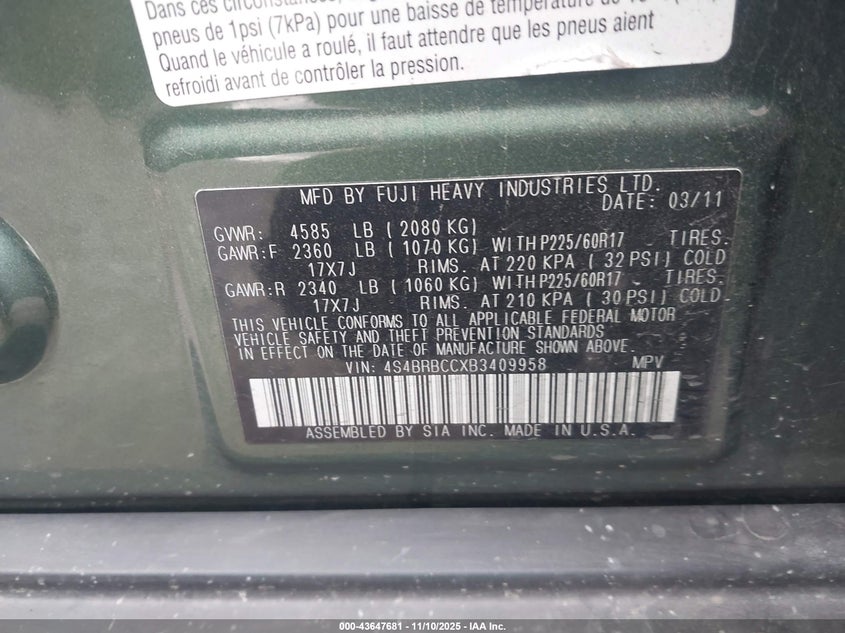 Dans ces circonstances,
pneus de 1psi (7kPa) pour une baisse de température de
Quand le véhicule a roulé, il faut attendre que les pneus aient
refroidi avant de contrôler la pression.
MFD BY FUJI HEAVY INDUSTRIES LTD.
DATE: 03/11
GVWR: 4585 LB (2080 KG)
GAWR:F 2360 LB (1070 KG) WITH P225/60R17 TIRES.
17X7J RIMS. AT 220 KPA (32 PSI) COLD
GAWR:R 2340 LB (1060 KG) WITH P225/60R17 TIRES.
17X7J RIMS. AT 210 KPA (30 PSI) COLD.
THIS VEHICLE CONFORMS TO ALL APPLICABLE FEDERAL MOTOR
VEHICLE SAFETY AND THEFT PREVENTION STANDARDS
IN EFFECT ON THE DATE OF MANUFACTURE SHOWN ABOVE.
VIN: 4S4BRBCCXB3409958 MPV
ASSEMBLED BY SIA INC. MADE IN U.S.A.
000-43647681 - 11/10/2025 - IAA Inc.